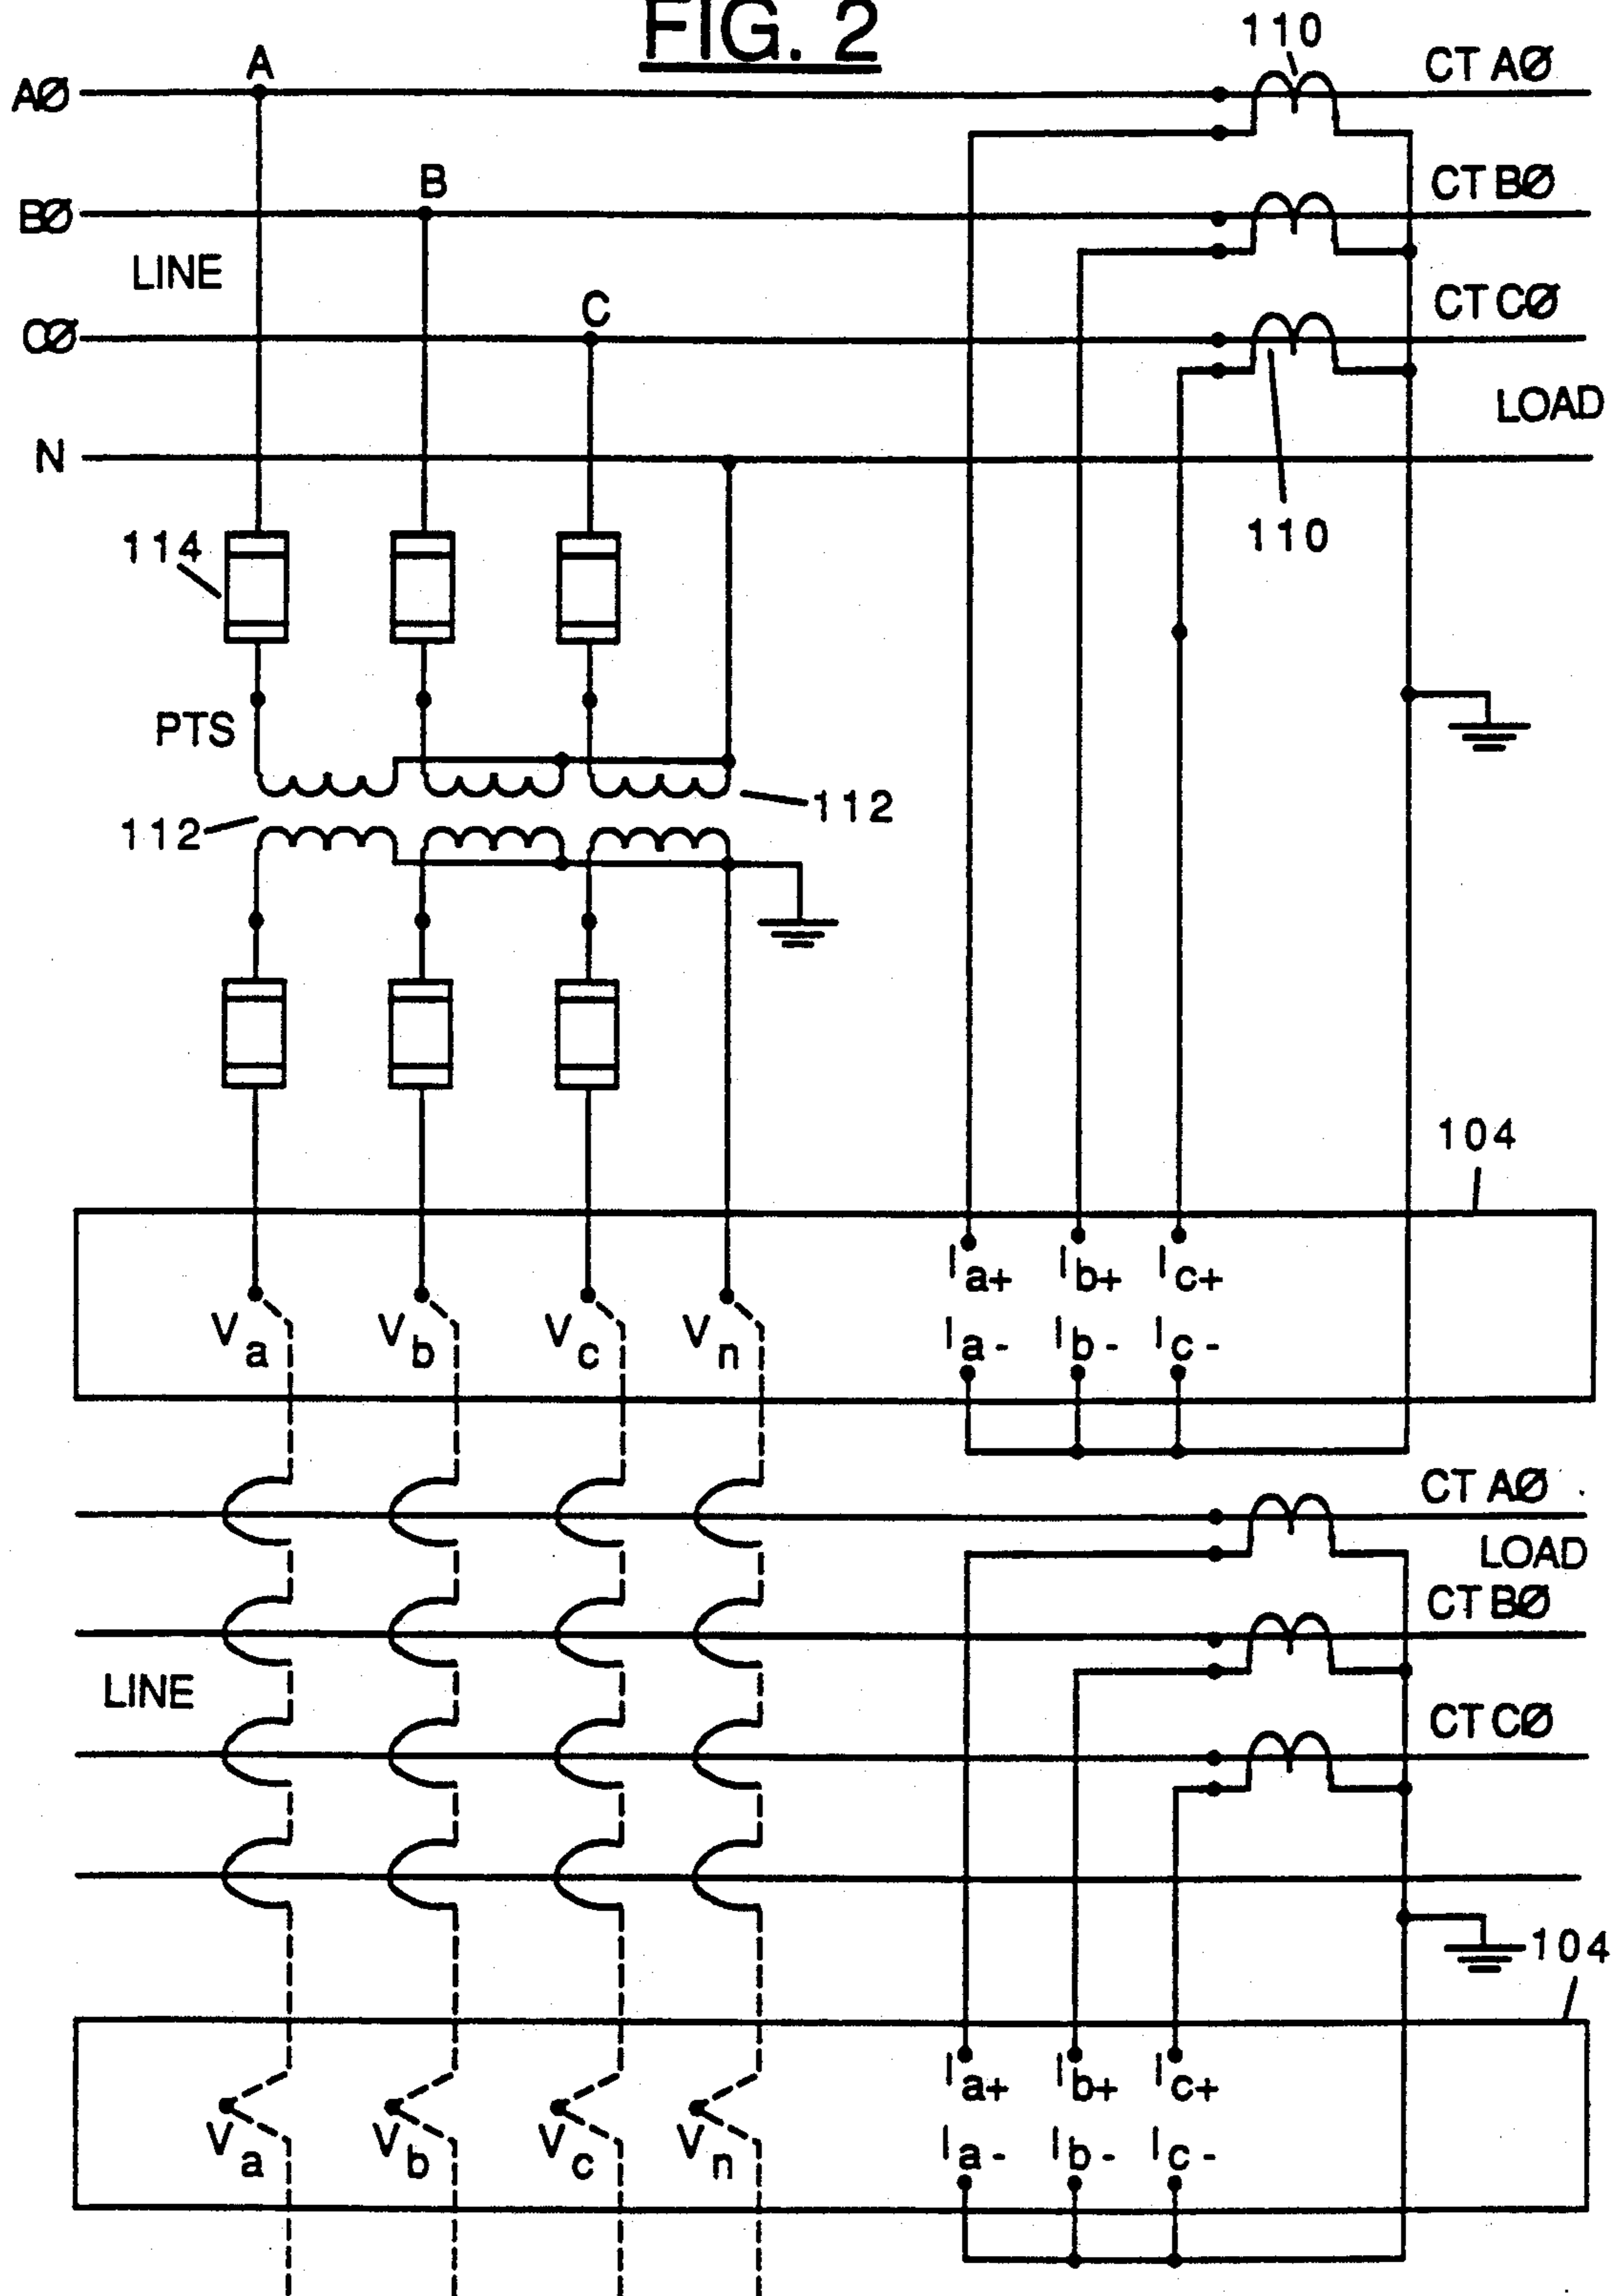 FIG. 2
110
A
CT AØ
AØ
B
CT BØ
BØ
LINE
C
CT CØ
CØ
LOAD
N
110
114
PTS
112
112
104
Ia+ Ib+ Ic+
Va Vb Vc Vn
Ia- Ib- Ic-
CT AØ
LOAD
CT BØ
LINE
CT CØ
104
Ia+ Ib+ Ic+
Va Vb Vc Vn
Ia- Ib- Ic-